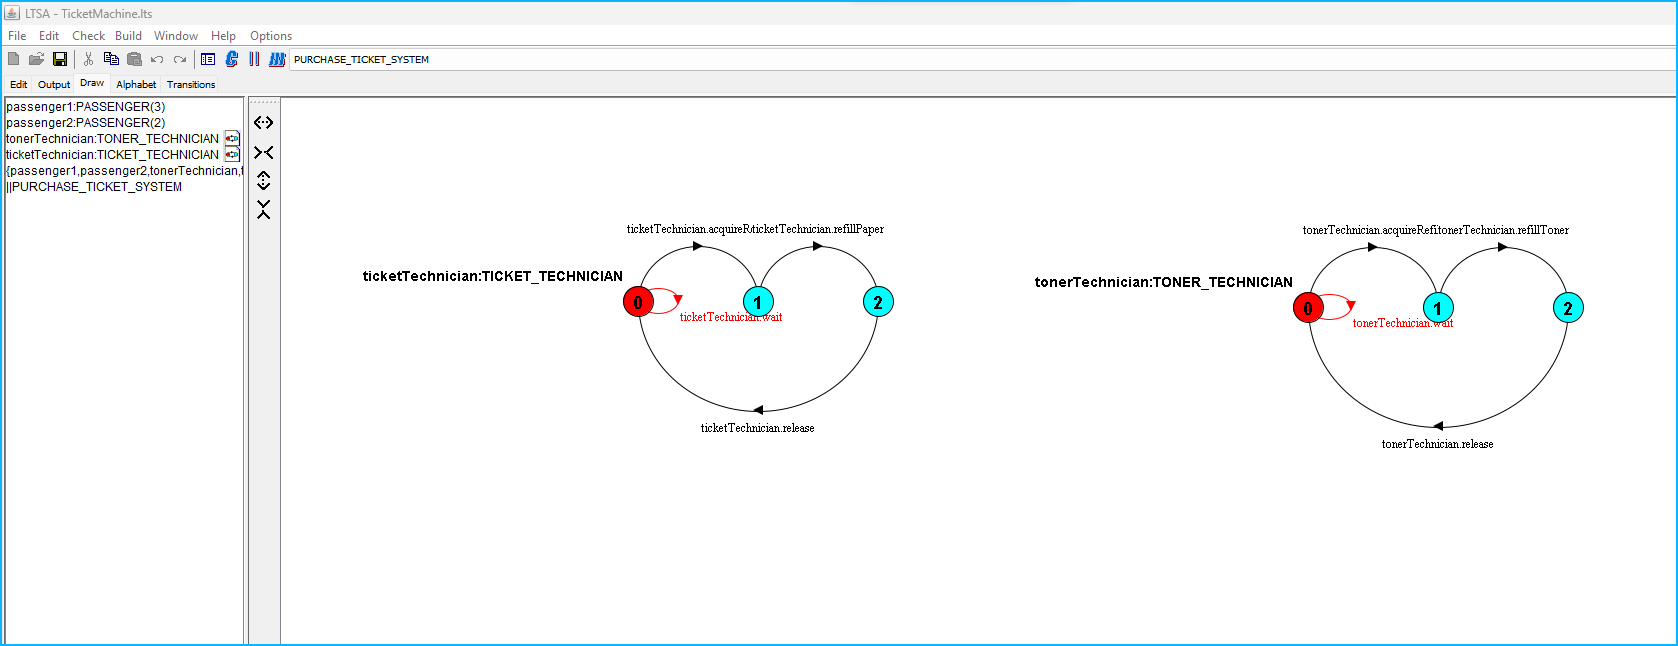 LTSA - TicketMachine.lts
File Edit Check Build Window Help Options
PURCHASE_TICKET_SYSTEM
Edit Output Draw Alphabet Transitions
passenger1:PASSENGER(3)
passenger2:PASSENGER(2)
tonerTechnician:TONER_TECHNICIAN
ticketTechnician:TICKET_TECHNICIAN
{passenger1,passenger2,tonerTechnician,t
||PURCHASE_TICKET_SYSTEM
ticketTechnician.acquireRticketTechnician.refillPaper
ticketTechnician:TICKET_TECHNICIAN
0 1 2
ticketTechnician.wait
ticketTechnician.release
tonerTechnician.acquireRefitonerTechnician.refillToner
tonerTechnician:TONER_TECHNICIAN
0 1 2
tonerTechnician.wait
tonerTechnician.release